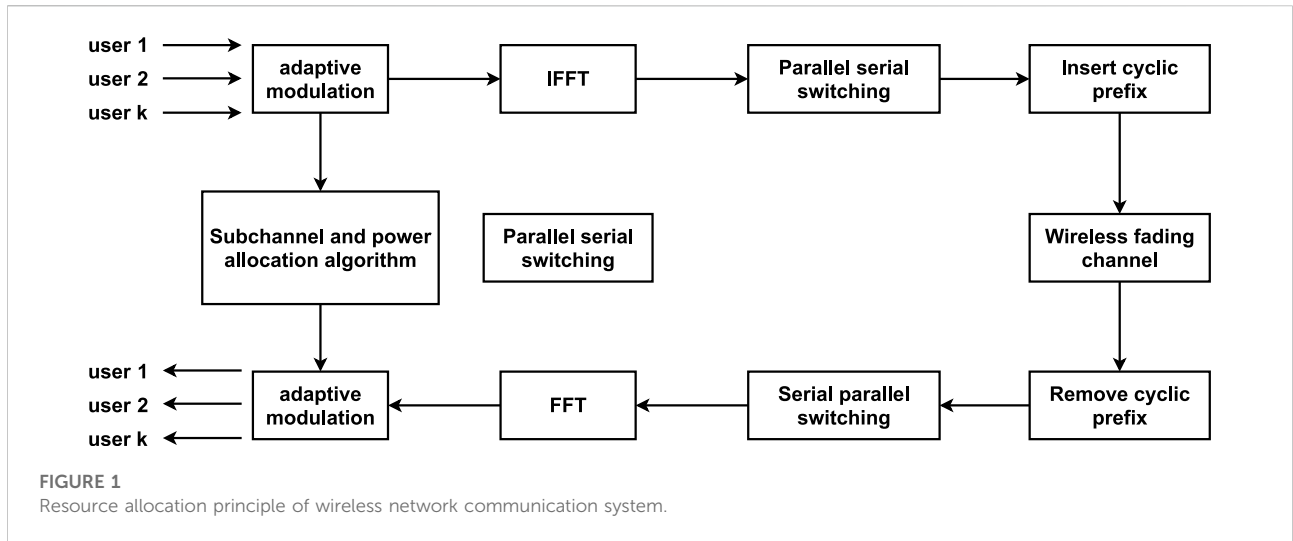 user 1
user 2
user k
adaptive
modulation
IFFT
Parallel serial
switching
Insert cyclic
prefix
Subchannel and power
allocation algorithm
Parallel serial
switching
Wireless fading
channel
user 1
user 2
user k
adaptive
modulation
FFT
Serial parallel
switching
Remove cyclic
prefix
FIGURE 1
Resource allocation principle of wireless network communication system.